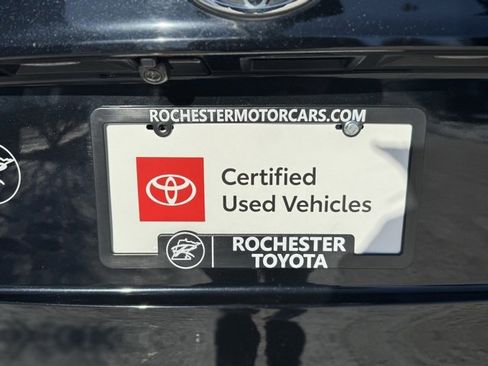 ROCHESTERMOTORCARS.COM
Certified
Used Vehicles
ROCHESTER
TOYOTA